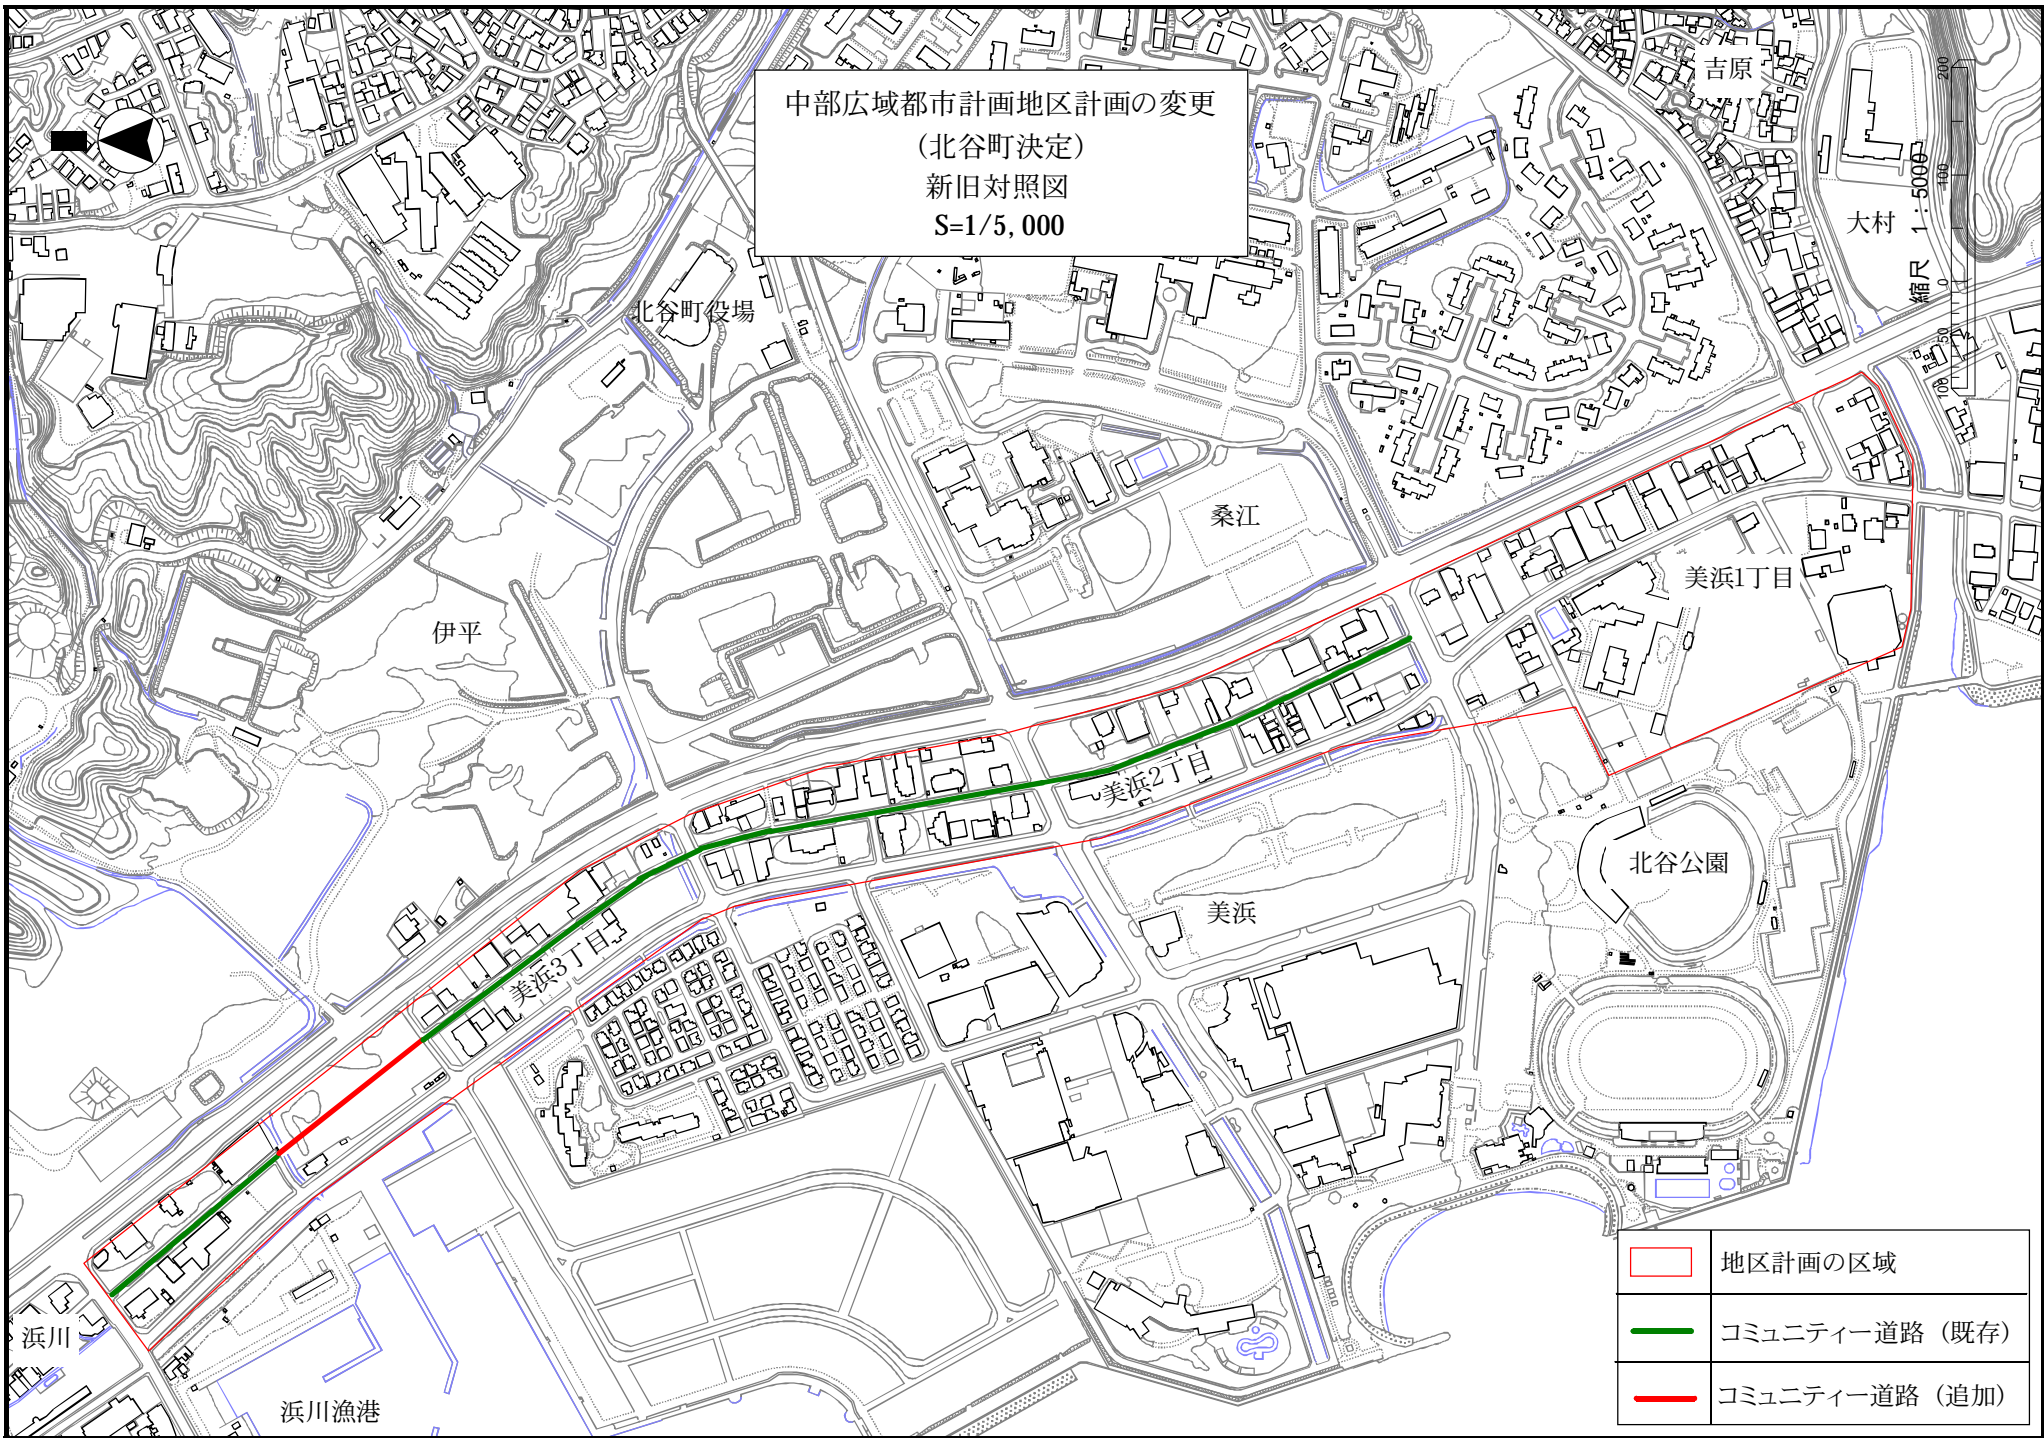 中部広域都市計画地区計画の変更
(北谷町決定)
新旧対照図
S=1/5,000
吉原
大村
縮尺 1:5000
200
100
0
50
100
北谷町役場
桑江
美浜1丁目
伊平
美浜2丁目
北谷公園
美浜
美浜3丁目
浜川
浜川漁港
地区計画の区域
コミュニティー道路 (既存)
コミュニティー道路 (追加)